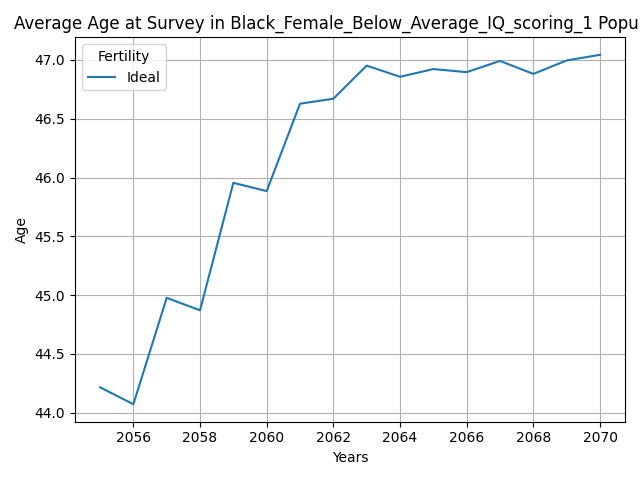 Average Age at Survey in Black_Female_Below_Average_IQ_scoring_1 Popu
Fertility
Ideal
47.0
46.5
46.0
45.5
45.0
44.5
44.0
Age
2056 2058 2060 2062 2064 2066 2068 2070
Years